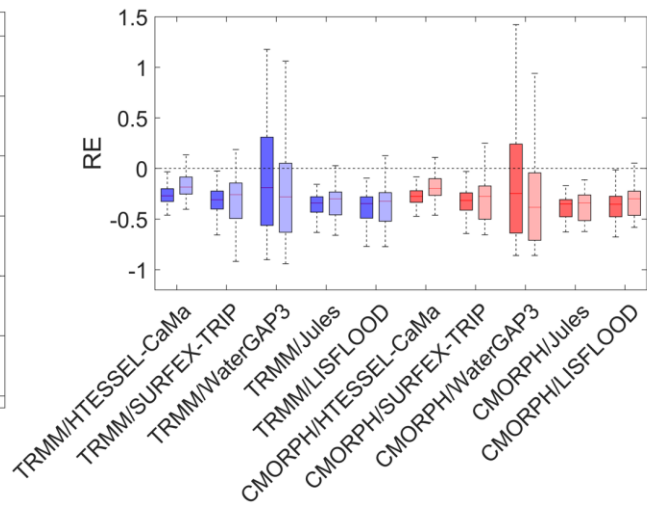 1.5
1
0.5
0
-0.5
-1
RE
TRMM/HTESSEL-CaMa
TRMM/SURFEX-TRIP
TRMM/WaterGAP3
TRMM/Jules
TRMM/LISFLOOD
CMORPH/HTESSEL-CaMa
CMORPH/SURFEX-TRIP
CMORPH/WaterGAP3
CMORPH/Jules
CMORPH/LISFLOOD